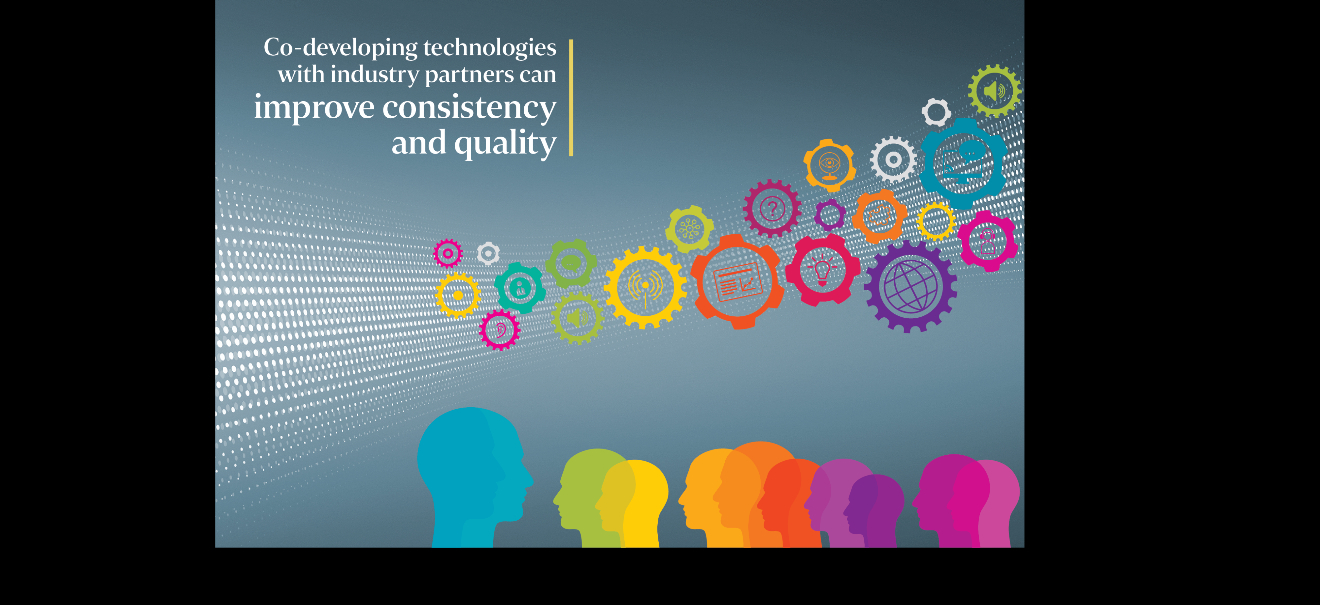 Co-developing technologies
with industry partners can
improve consistency
and quality
?